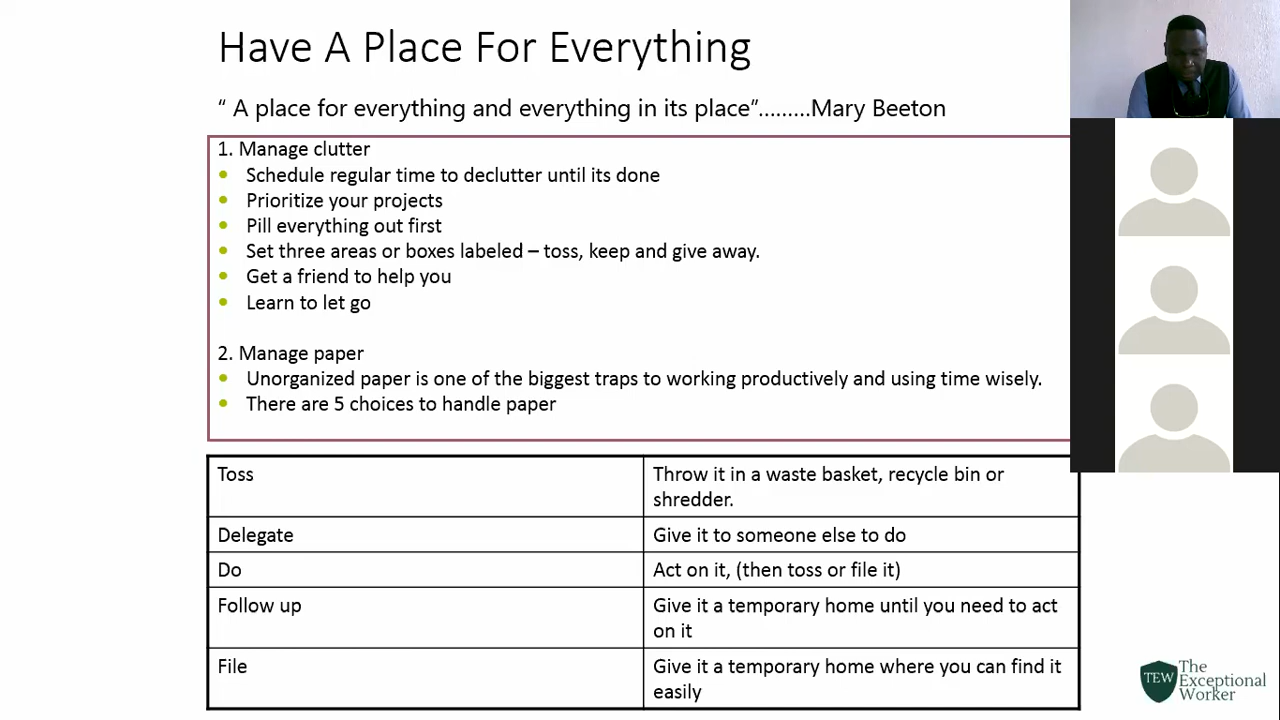 Have A Place For Everything
“ A place for everything and everything in its place”.........Mary Beeton
1. Manage clutter
• Schedule regular time to declutter until its done
• Prioritize your projects
• Pill everything out first
• Set three areas or boxes labeled – toss, keep and give away.
• Get a friend to help you
• Learn to let go
2. Manage paper
• Unorganized paper is one of the biggest traps to working productively and using time wisely.
• There are 5 choices to handle paper
Toss
Throw it in a waste basket, recycle bin or
shredder.
Delegate
Give it to someone else to do
Do
Act on it, (then toss or file it)
Follow up
Give it a temporary home until you need to act
on it
File
Give it a temporary home where you can find it
easily
TEW
The
Exceptional
Worker